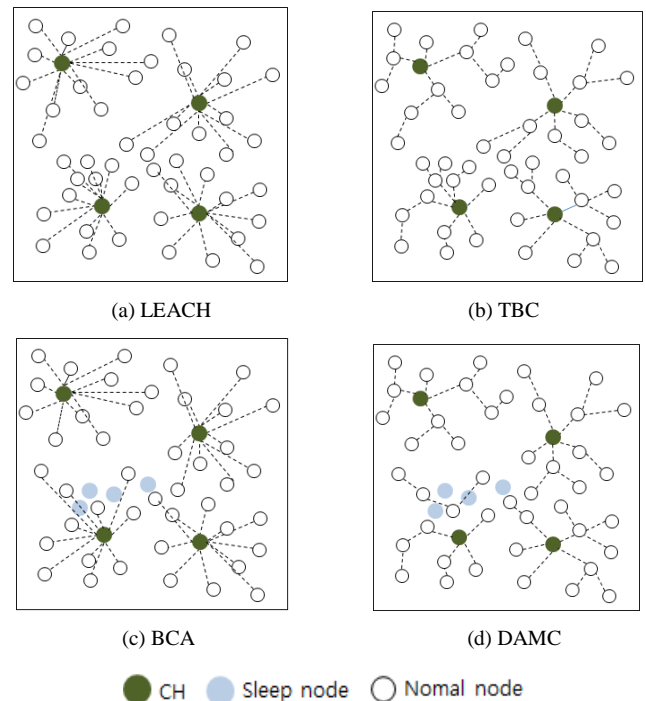 (a) LEACH
(b) TBC
(c) BCA
(d) DAMC
CH Sleep node Nomal node